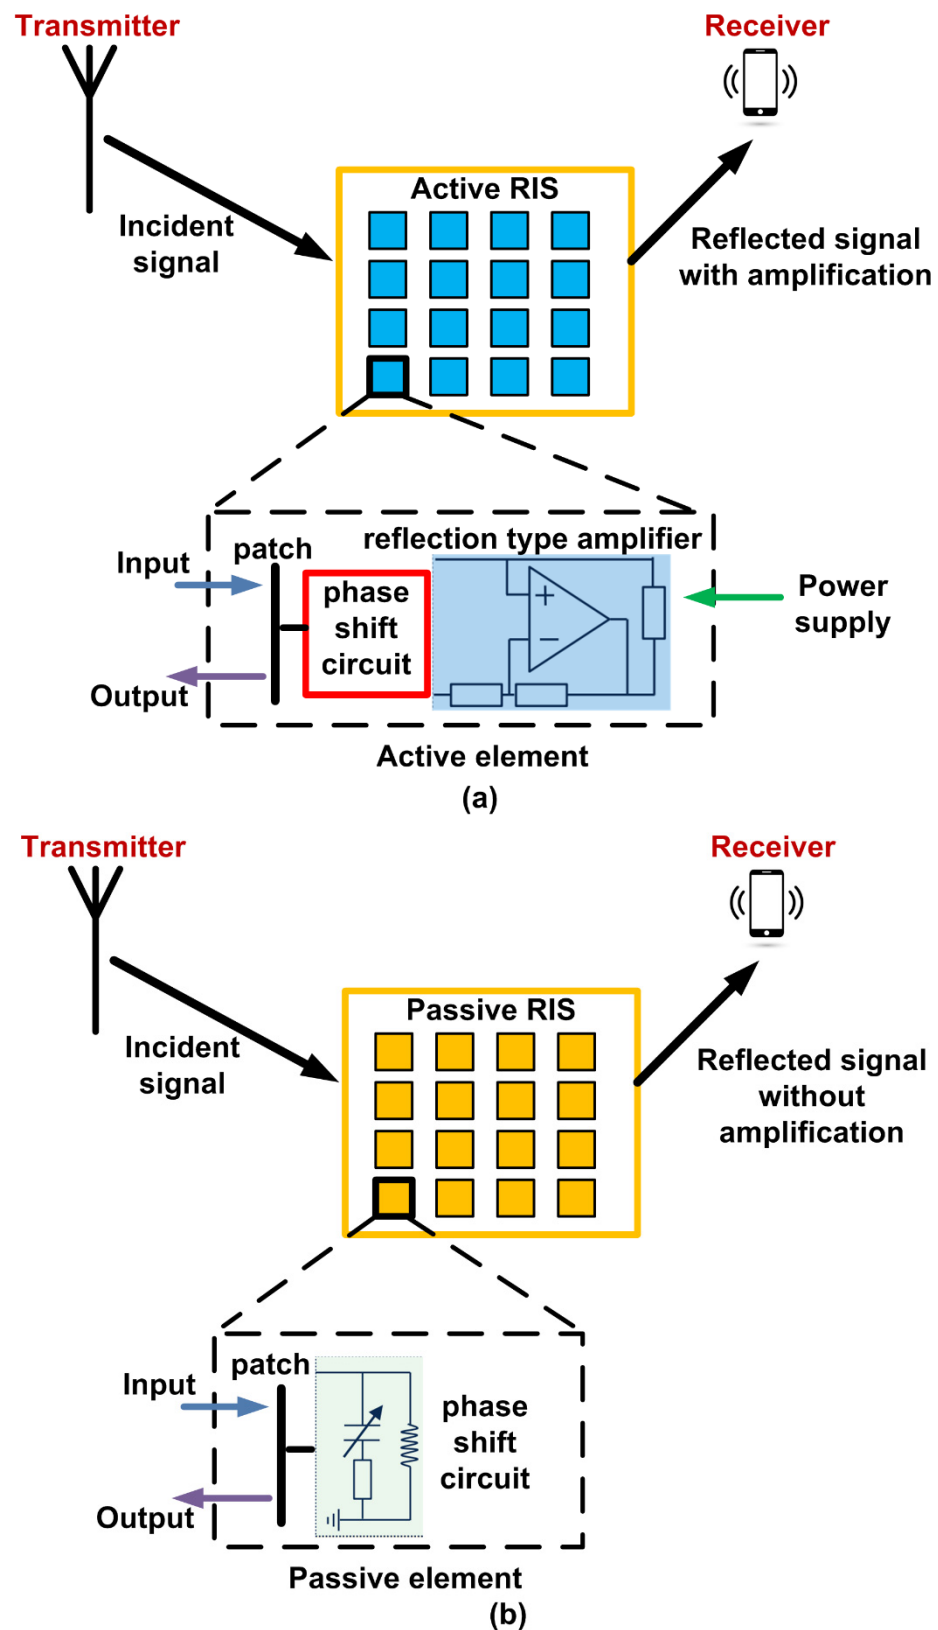 Transmitter
Receiver
Active RIS
Incident
signal
Reflected signal
with amplification
reflection type amplifier
patch
Input
phase
shift
circuit
+
−
Power
supply
Output
Active element
(a)
Transmitter
Receiver
Passive RIS
Incident
signal
Reflected signal
without
amplification
patch
Input
phase
shift
circuit
Output
Passive element
(b)